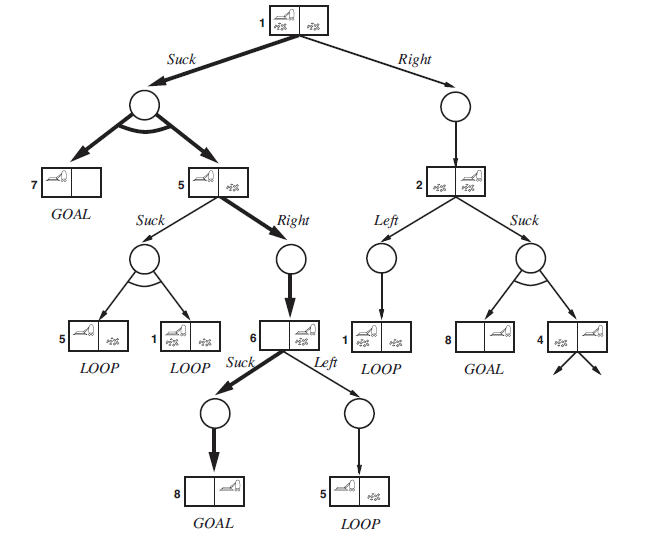 1
Suck
Right
7
5
2
GOAL
Suck
Right
Left
Suck
5
1
6
1
8
4
LOOP
LOOP
Suck
Left
LOOP
GOAL
8
5
GOAL
LOOP